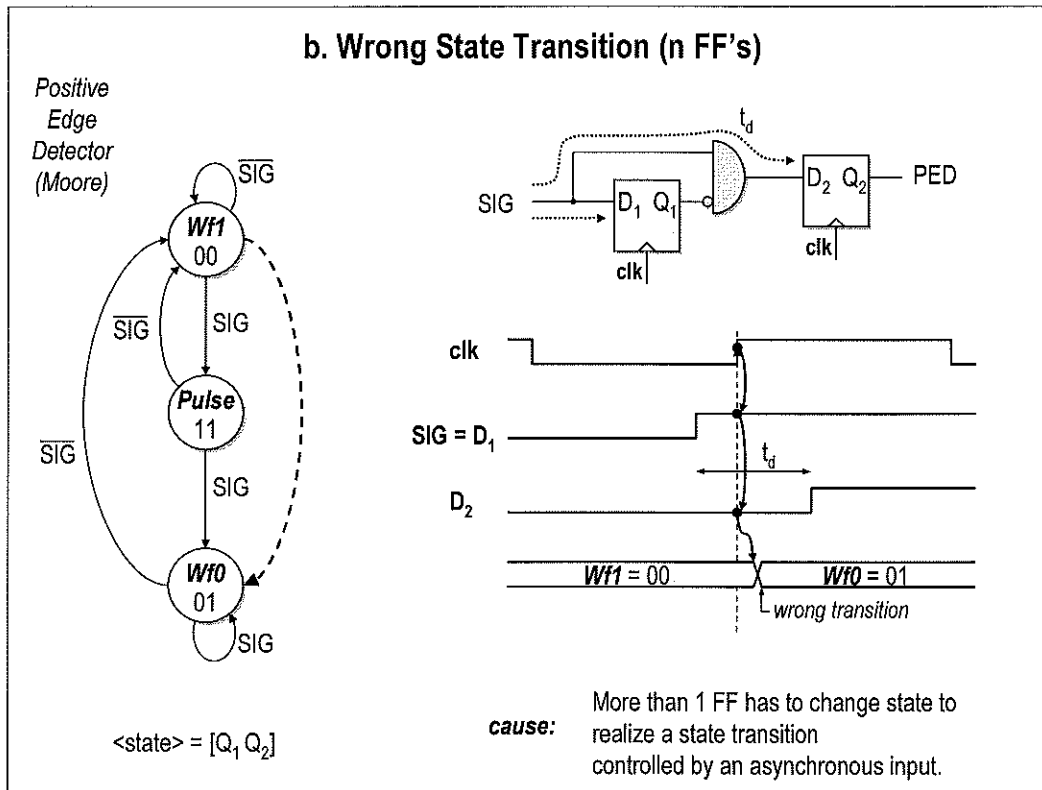 b. Wrong State Transition (n FF's)
Positive
Edge
Detector
(Moore)
SIG
Wf1
00
SIG
SIG
Pulse
11
SIG
SIG
Wf0
01
SIG
<state> = [Q1 Q2]
td
SIG
D1 Q1
clk
D2 Q2
clk
PED
clk
SIG = D1
td
D2
Wf1 = 00
Wf0 = 01
wrong transition
cause:
More than 1 FF has to change state to
realize a state transition
controlled by an asynchronous input.